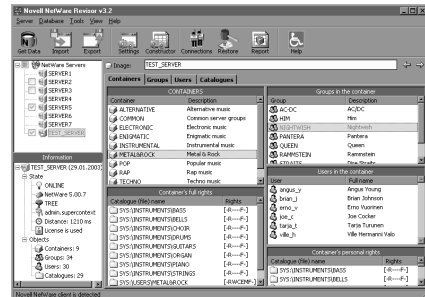 Novell NetWare Revisor v3.2
Server Database Tools View Help
Get Data Import Export Settings Constructor Connections Restore Report Help
NetWare Servers
SERVER1
SERVER2
SERVER3
SERVER4
SERVER5
SERVER6
SERVER7
SERVER8
TEST_SERVER
Information
TEST_SERVER (29.01.2003)
State
ONLINE
NetWare 5.00.7
TREE
admin.supercontext
Distance: 1210 ms
License is used
Objects
Containers: 9
Groups: 34
Users: 30
Catalogues: 29
Image: TEST_SERVER
Containers Groups Users Catalogues
CONTAINERS
Container Description
ALTERNATIVE Alternative music
COMMON Common server groups
ELECTRONIC Electronic music
ENIGMATIC Enigmatic music
INSTRUMENTAL Instrumental music
METAL&ROCK Metal & Rock
POP Popular music
RAP Rap music
TECHNO Techno music
Container's full rights
Catalogue (file) name Rights
SYS:\INSTRUMENTS\BASS [-R----F-]
SYS:\INSTRUMENTS\BELLS [-R----F-]
SYS:\INSTRUMENTS\CHOIR [-R----F-]
SYS:\INSTRUMENTS\DRUMS [-R----F-]
SYS:\INSTRUMENTS\GUITARS [-R----F-]
SYS:\INSTRUMENTS\ORGAN [-R----F-]
SYS:\INSTRUMENTS\PIANO [-R----F-]
SYS:\INSTRUMENTS\STRINGS [-R----F-]
SYS:\USERS\METAL&ROCK [-RWCEMF-]
Groups in the container
Group Description
AC-DC AC/DC
HIM Him
NIGHTWISH Nightwish
PANTERA Pantera
QUEEN Queen
RAMMSTEIN Rammstein
STRAITS Dire Straits
Users in the container
User Full name
angus_y Angus Young
brian_j Brian Johnson
erno_v Erno Vuorinen
joe_c Joe Cocker
tarja_t Tarja Turunen
ville_h Ville Hermanni Valo
Container's personal rights
Catalogue (file) name Rights
SYS:\INSTRUMENTS\BASS [-R----F-]
SYS:\INSTRUMENTS\BELLS [-R----F-]
Novell NetWare client is detected